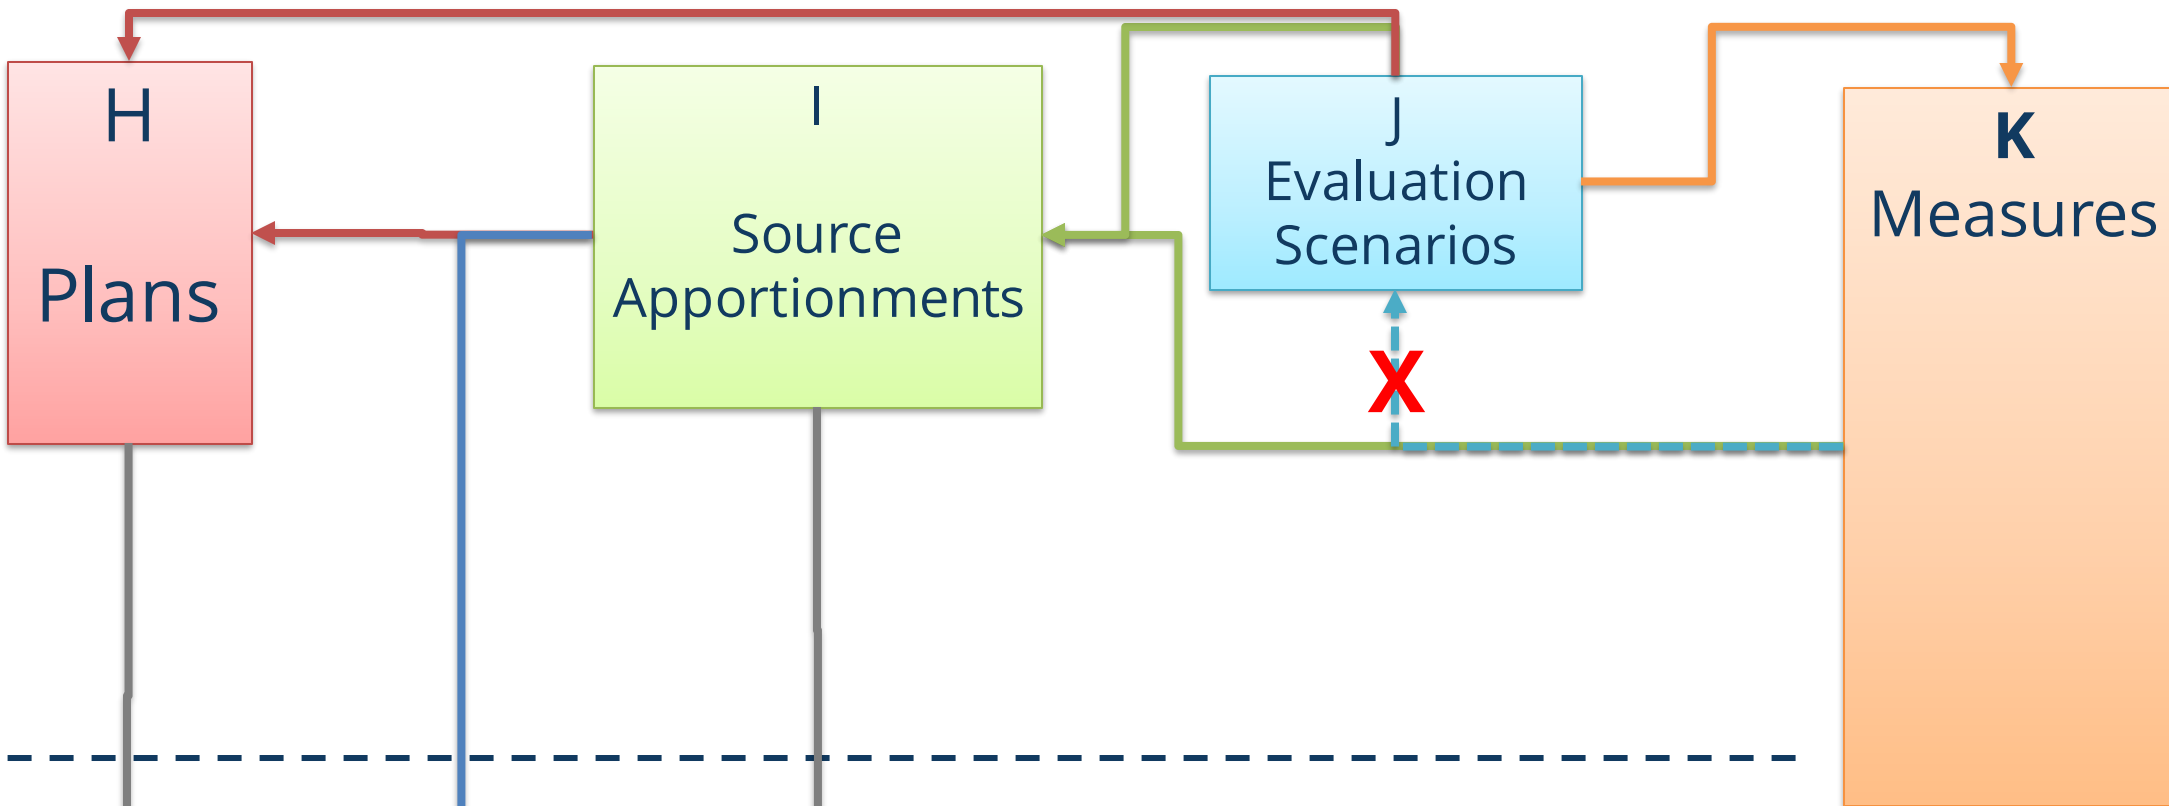 H
Plans
I
Source
Apportionments
J
Evaluation
Scenarios
X
K
Measures